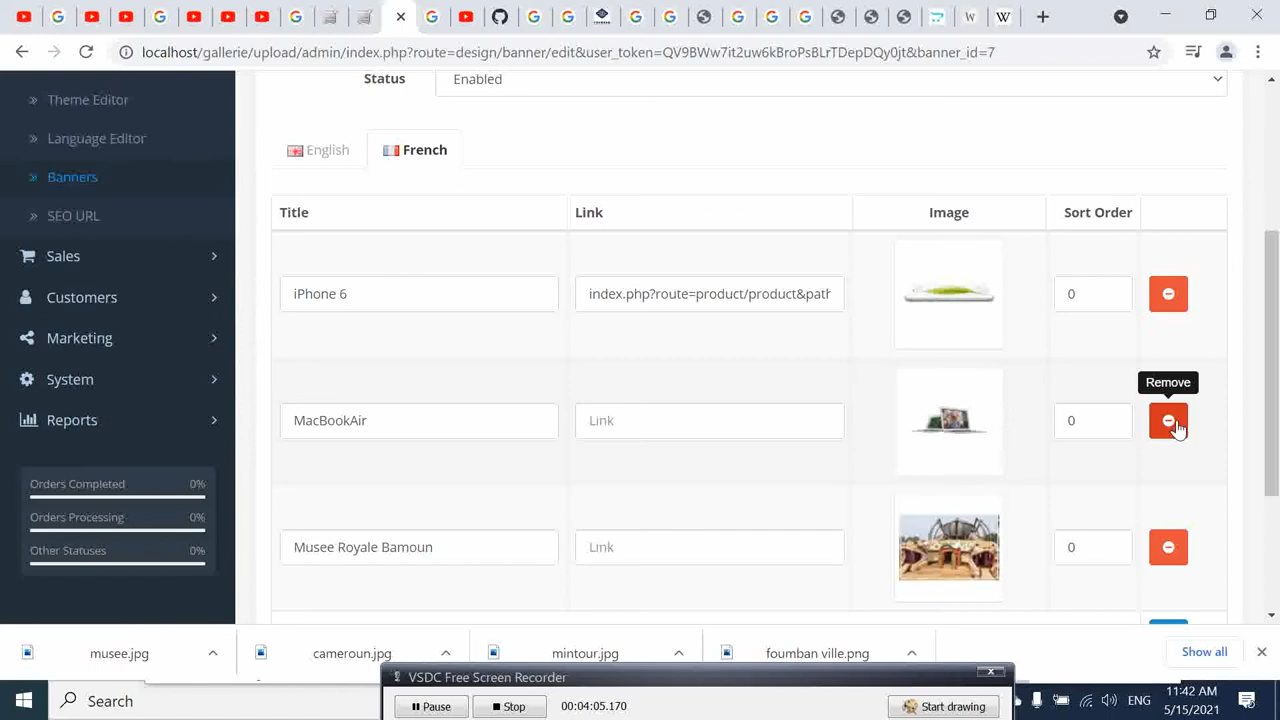 localhost/gallerie/upload/admin/index.php?route=design/banner/edit&user_token=QV9BWw7it2uw6kBroPsBLrTDepDQy0jt&banner_id=7
Theme Editor
Language Editor
Banners
SEO URL
Sales
Customers
Marketing
System
Reports
Orders Completed 0%
Orders Processing 0%
Other Statuses 0%
Status Enabled
English French
Title Link Image Sort Order
iPhone 6 index.php?route=product/product&path 0
Remove
MacBookAir Link 0
Musee Royale Bamoun Link 0
musee.jpg cameroun.jpg mintour.jpg foumban ville.png Show all
VSDC Free Screen Recorder
Pause Stop 00:04:05.170 Start drawing
Search
ENG
11:42 AM
5/15/2021